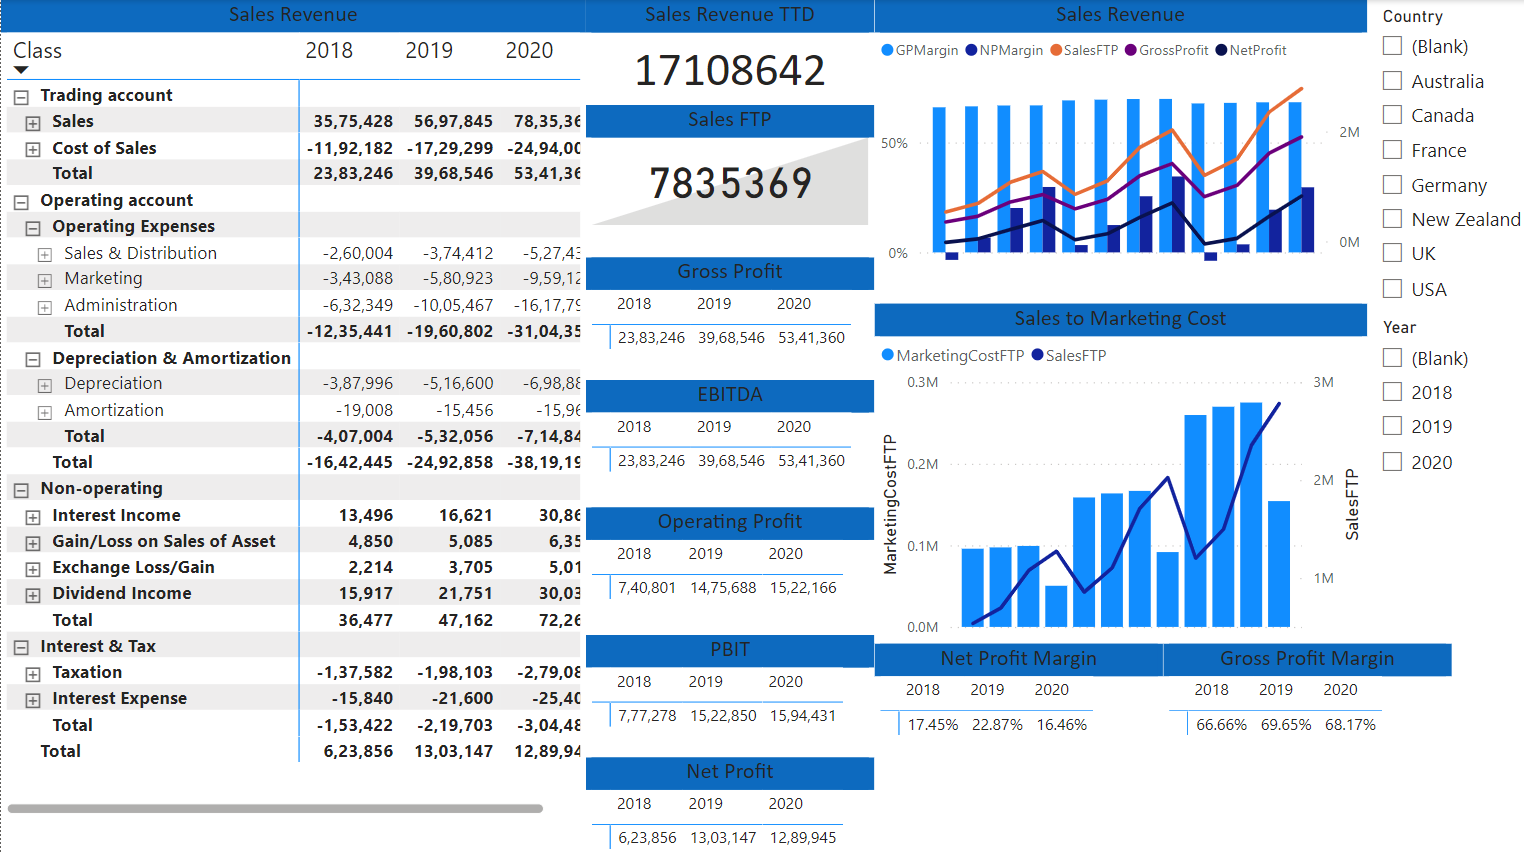 Sales Revenue
Class 2018 2019 2020
Trading account
Sales 35,75,428 56,97,845 78,35,36
Cost of Sales -11,92,182 -17,29,299 -24,94,00
Total 23,83,246 39,68,546 53,41,36
Operating account
Operating Expenses
Sales & Distribution -2,60,004 -3,74,412 -5,27,43
Marketing -3,43,088 -5,80,923 -9,59,12
Administration -6,32,349 -10,05,467 -16,17,79
Total -12,35,441 -19,60,802 -31,04,35
Depreciation & Amortization
Depreciation -3,87,996 -5,16,600 -6,98,88
Amortization -19,008 -15,456 -15,96
Total -4,07,004 -5,32,056 -7,14,84
Total -16,42,445 -24,92,858 -38,19,19
Non-operating
Interest Income 13,496 16,621 30,86
Gain/Loss on Sales of Asset 4,850 5,085 6,35
Exchange Loss/Gain 2,214 3,705 5,01
Dividend Income 15,917 21,751 30,03
Total 36,477 47,162 72,26
Interest & Tax
Taxation -1,37,582 -1,98,103 -2,79,08
Interest Expense -15,840 -21,600 -25,40
Total -1,53,422 -2,19,703 -3,04,48
Total 6,23,856 13,03,147 12,89,94
Sales Revenue TTD
17108642
Sales FTP
7835369
Gross Profit
2018 2019 2020
23,83,246 39,68,546 53,41,360
EBITDA
2018 2019 2020
23,83,246 39,68,546 53,41,360
Operating Profit
2018 2019 2020
7,40,801 14,75,688 15,22,166
PBIT
2018 2019 2020
7,77,278 15,22,850 15,94,431
Net Profit
2018 2019 2020
6,23,856 13,03,147 12,89,945
Sales Revenue
GPMargin NPMargin SalesFTP GrossProfit NetProfit
50% 2M
0% 0M
Sales to Marketing Cost
MarketingCostFTP SalesFTP
0.3M 3M
0.2M 2M
0.1M 1M
0.0M
MarketingCostFTP
SalesFTP
Net Profit Margin
2018 2019 2020
17.45% 22.87% 16.46%
Gross Profit Margin
2018 2019 2020
66.66% 69.65% 68.17%
Country
(Blank)
Australia
Canada
France
Germany
New Zealand
UK
USA
Year
(Blank)
2018
2019
2020